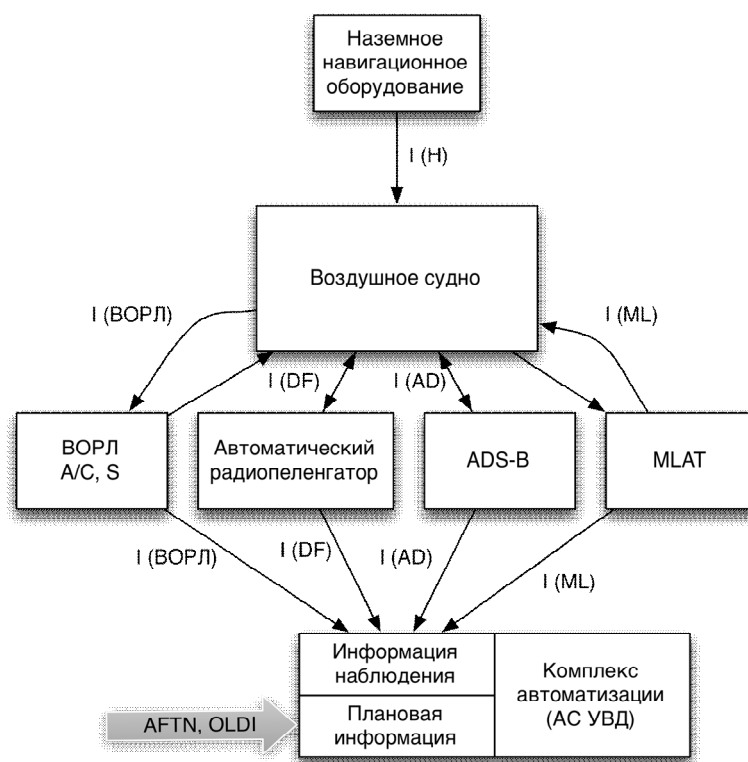 Наземное
навигационное
оборудование
I (Н)
Воздушное судно
I (ВОРЛ)
I (ML)
I (DF)
I (AD)
ВОРЛ
A/C, S
Автоматический
радиопеленгатор
ADS-B
MLAT
I (ВОРЛ)
I (DF)
I (AD)
I (ML)
Информация
наблюдения
Комплекс
автоматизации
(АС УВД)
AFTN, OLDI
Плановая
информация